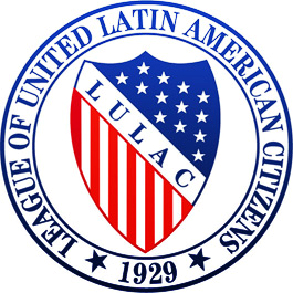 LEAGUE OF UNITED LATIN AMERICAN CITIZENS
LULAC
1929